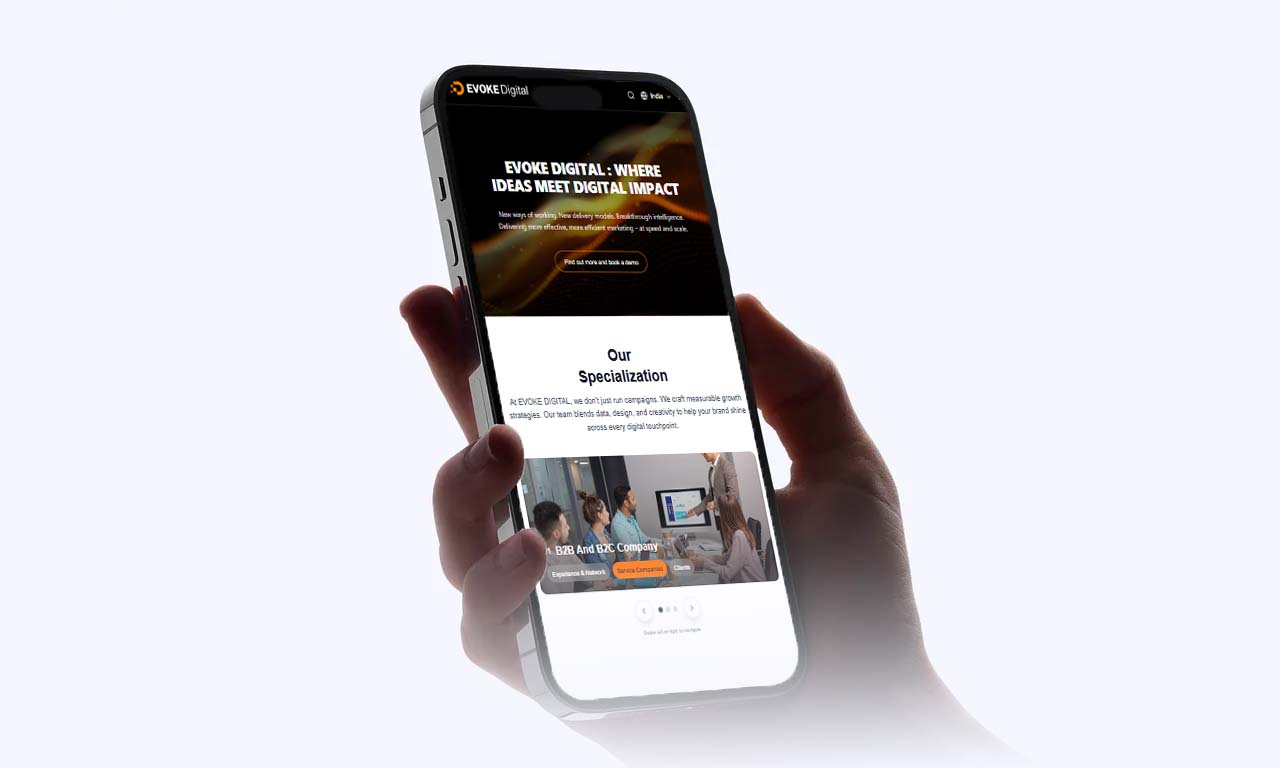 EVOKE Digital
India
EVOKE DIGITAL : WHERE
IDEAS MEET DIGITAL IMPACT
New ways of working. New delivery models. Breakthrough intelligence.
Delivering more effective, more efficient marketing – at speed and scale.
Find out more and book a demo
Our
Specialization
At EVOKE DIGITAL, we don't just run campaigns. We craft measurable growth
strategies. Our team blends data, design, and creativity to help your brand shine
across every digital touchpoint.
B2B And B2C Company
Experience & Network
Service Companies
Clients
Swipe left or right to navigate